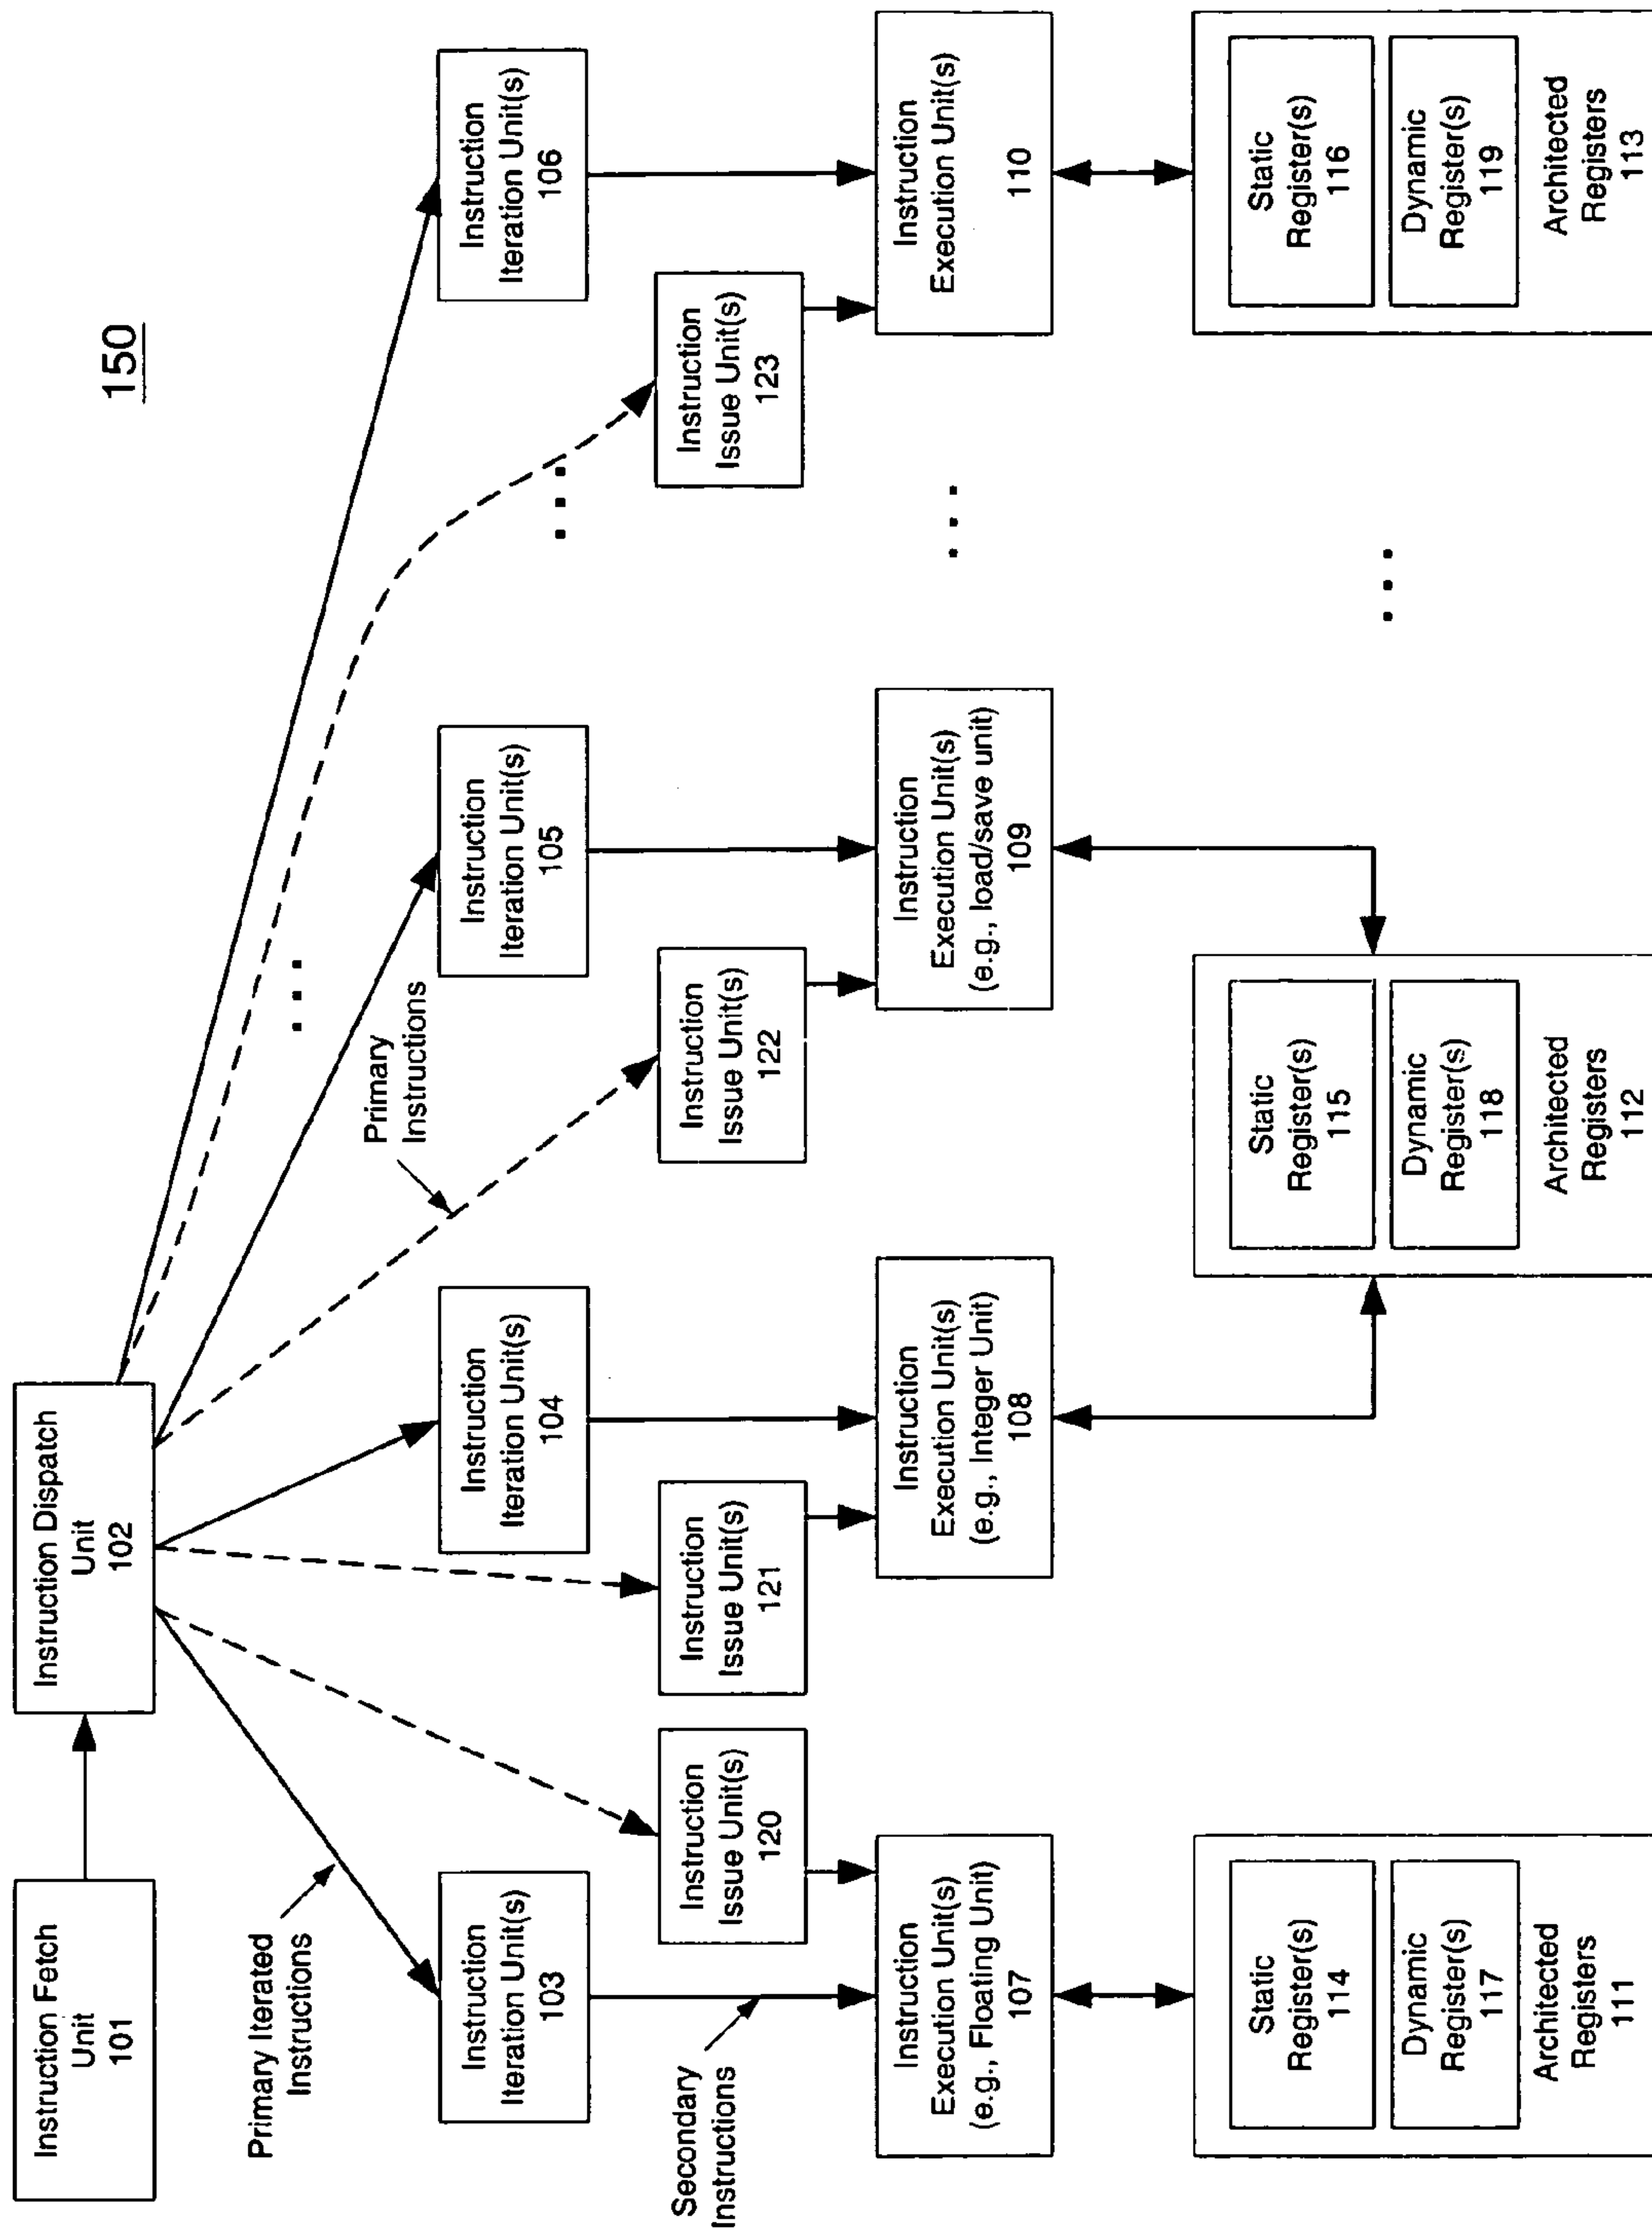 150
Instruction Fetch
Unit
101
Instruction Dispatch
Unit
102
Primary Iterated
Instructions
Primary
Instructions
. . .
Instruction
Iteration Unit(s)
103
Instruction
Iteration Unit(s)
104
Instruction
Iteration Unit(s)
105
. . .
Instruction
Iteration Unit(s)
106
Secondary
Instructions
Instruction
Issue Unit(s)
120
Instruction
Issue Unit(s)
121
Instruction
Issue Unit(s)
122
Instruction
Issue Unit(s)
123
Instruction
Execution Unit(s)
(e.g., Floating Unit)
107
Instruction
Execution Unit(s)
(e.g., Integer Unit)
108
Instruction
Execution Unit(s)
(e.g., load/save unit)
109
. . .
Instruction
Execution Unit(s)
110
Static
Register(s)
114
Dynamic
Register(s)
117
Architected
Registers
111
Static
Register(s)
115
Dynamic
Register(s)
118
Architected
Registers
112
. . .
Static
Register(s)
116
Dynamic
Register(s)
119
Architected
Registers
113